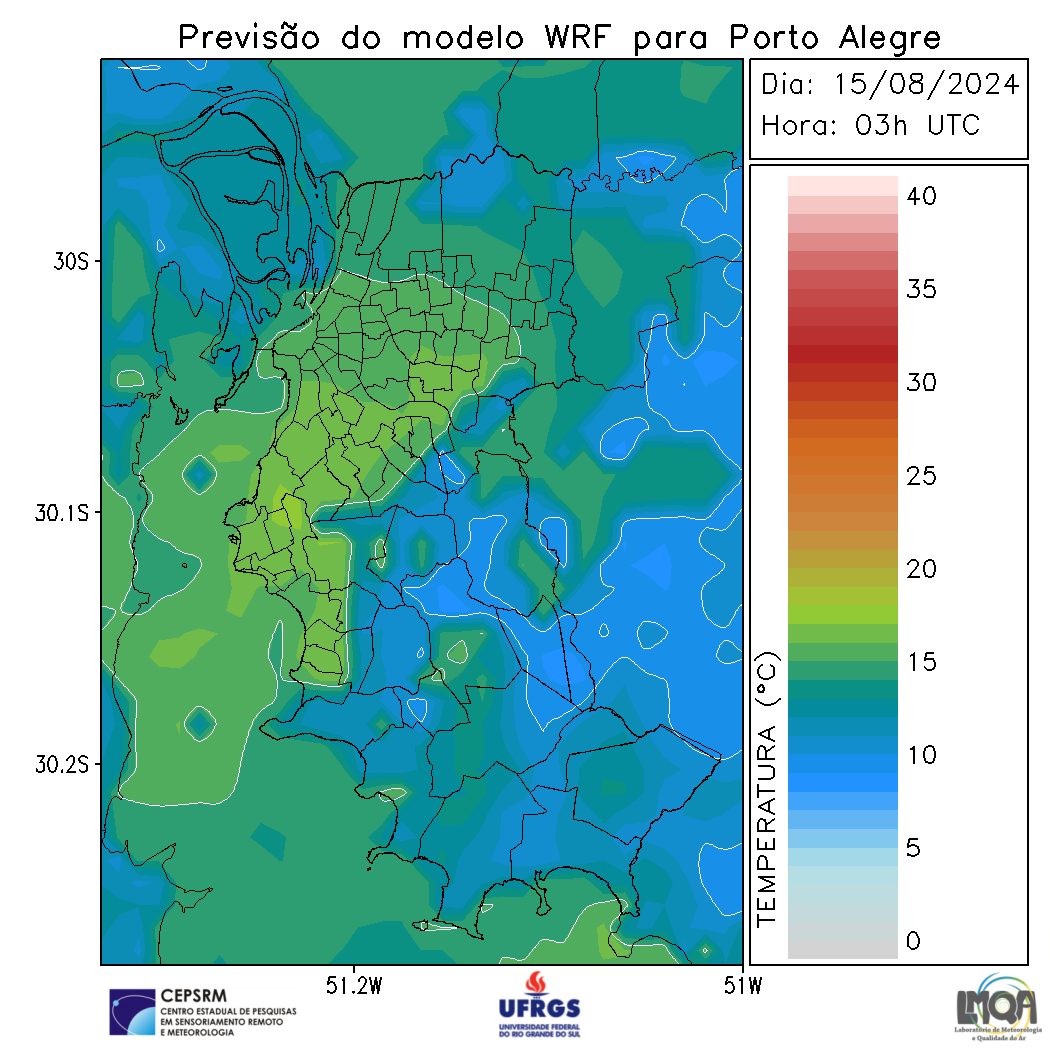 Previsão do modelo WRF para Porto Alegre
Dia: 15/08/2024
Hora: 03h UTC
40
35
30
25
20
15
10
5
0
TEMPERATURA (°C)
30S
30.1S
30.2S
51.2W
51W
CEPSRM
CENTRO ESTADUAL DE PESQUISAS
EM SENSORIAMENTO REMOTO
E METEOROLOGIA
UFRGS
UNIVERSIDADE FEDERAL
DO RIO GRANDE DO SUL
LMQA
Laboratório de Meteorologia
e Qualidade do Ar